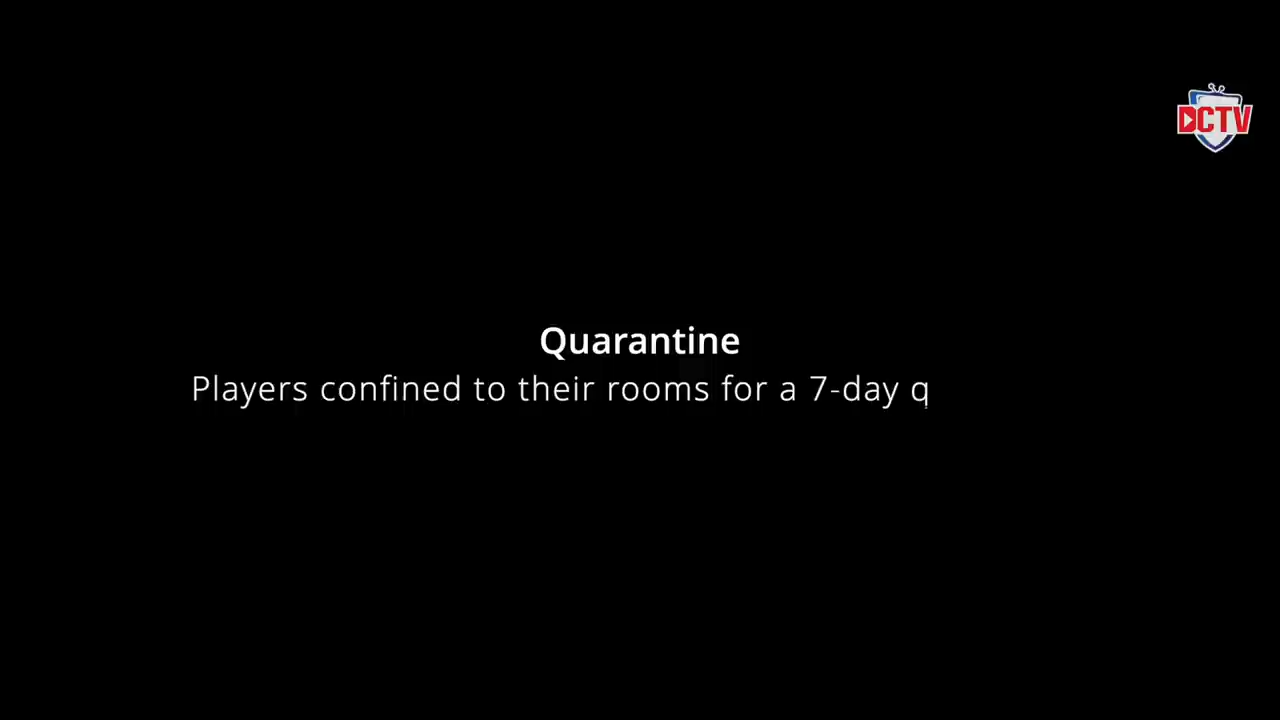 DCTV
Quarantine
Players confined to their rooms for a 7-day q